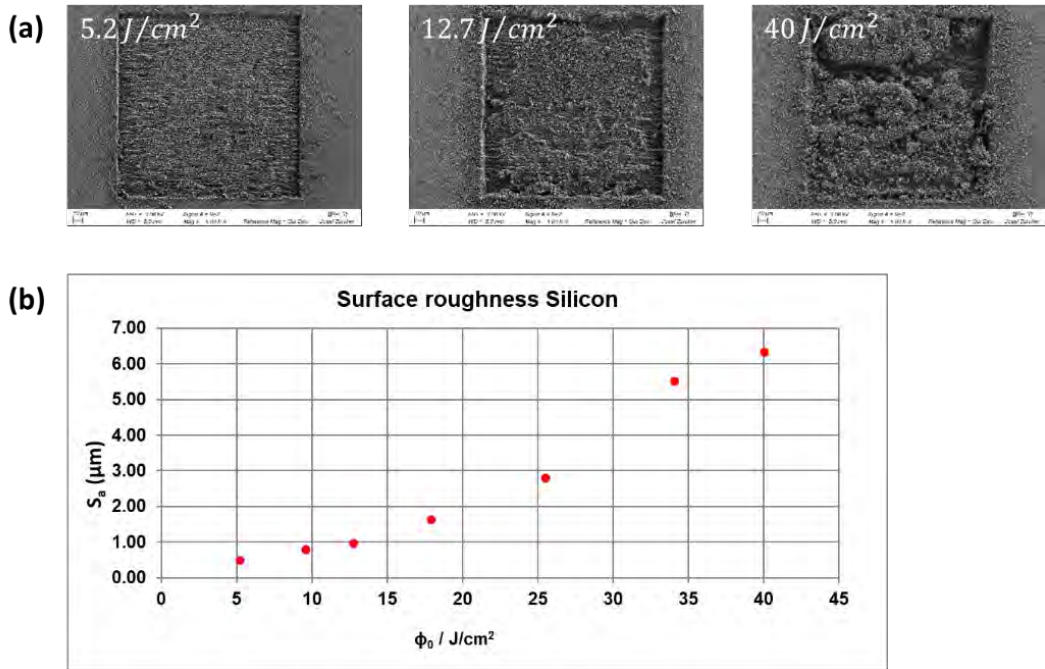 (a)
5.2 J/cm²
12.7 J/cm²
40 J/cm²
(b)
Surface roughness Silicon
7.00
6.00
5.00
4.00
3.00
2.00
1.00
0.00
Sa (μm)
0 5 10 15 20 25 30 35 40 45
ϕ₀ / J/cm²